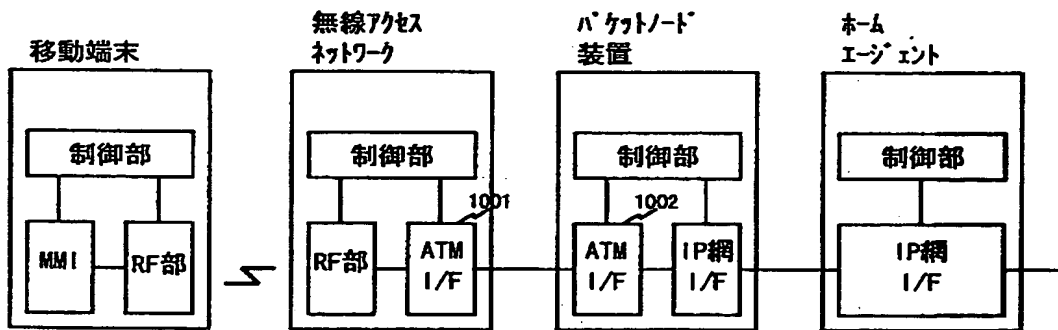 移動端末
無線アクセス
ネットワーク
パケットノード
装置
ホーム
エージェント
制御部
制御部
制御部
制御部
1001
1002
MMI
RF部
RF部
ATM
I/F
ATM
I/F
IP網
I/F
IP網
I/F